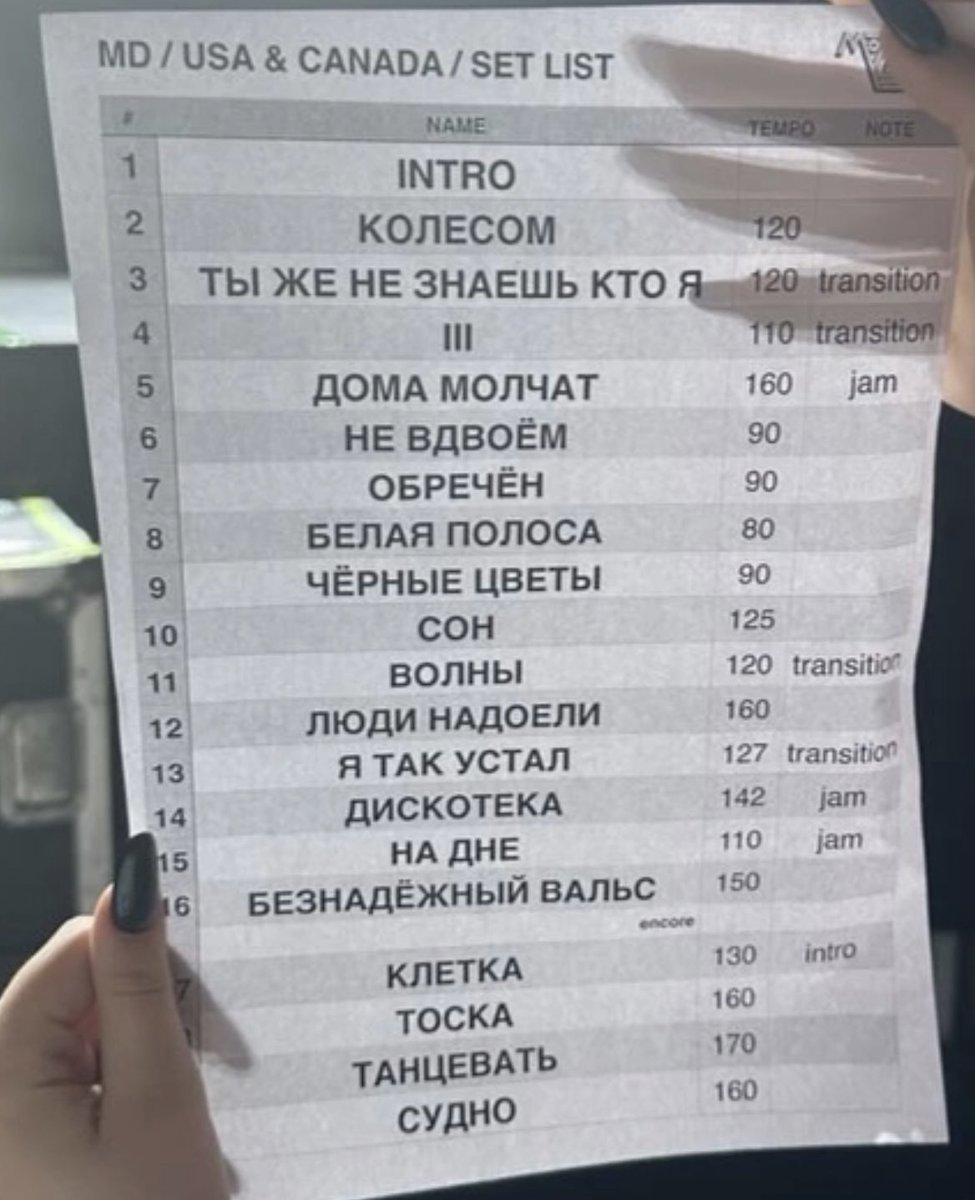 MD / USA & CANADA / SET LIST
# NAME TEMPO NOTE
1 INTRO
2 КОЛЕСОМ 120
3 ТЫ ЖЕ НЕ ЗНАЕШЬ КТО Я 120 transition
4 III 110 transition
5 ДОМА МОЛЧАТ 160 jam
6 НЕ ВДВОЁМ 90
7 ОБРЕЧЁН 90
8 БЕЛАЯ ПОЛОСА 80
9 ЧЁРНЫЕ ЦВЕТЫ 90
10 СОН 125
11 ВОЛНЫ 120 transition
12 ЛЮДИ НАДОЕЛИ 160
13 Я ТАК УСТАЛ 127 transition
14 ДИСКОТЕКА 142 jam
15 НА ДНЕ 110 jam
16 БЕЗНАДЁЖНЫЙ ВАЛЬС 150
encore
7 КЛЕТКА 130 intro
ТОСКА 160
ТАНЦЕВАТЬ 170
СУДНО 160